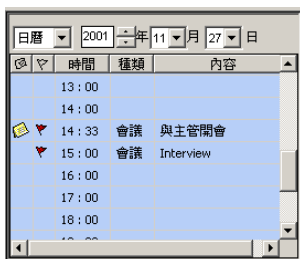 日曆 2001 年 11 月 27 日
時間 種類 內容
13 : 00
14 : 00
14 : 33 會議 與主管開會
15 : 00 會議 Interview
16 : 00
17 : 00
18 : 00